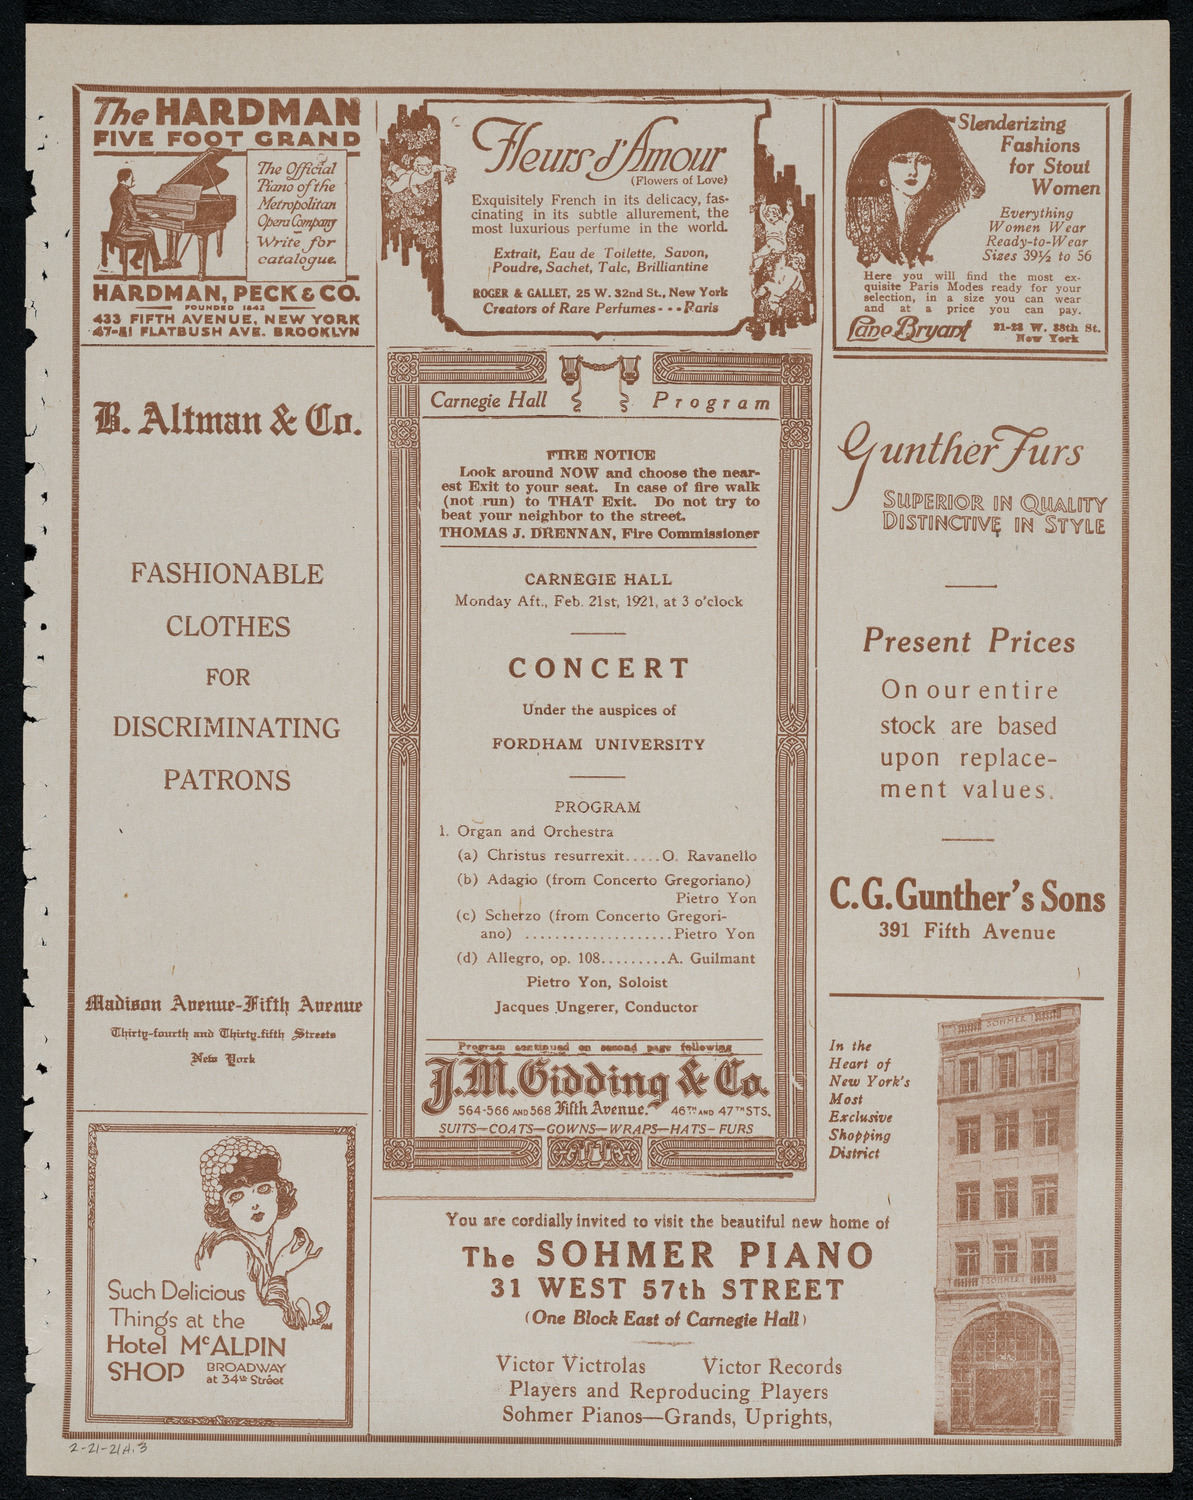 The HARDMAN
FIVE FOOT GRAND
The Official
Piano of the
Metropolitan
Opera Company
Write for
catalogue.
HARDMAN, PECK & CO.
FOUNDED 1842
433 FIFTH AVENUE, NEW YORK
47-51 FLATBUSH AVE. BROOKLYN
Fleurs d'Amour
(Flowers of Love)
Exquisitely French in its delicacy, fas-
cinating in its subtle allurement, the
most luxurious perfume in the world.
Extrait, Eau de Toilette, Savon,
Poudre, Sachet, Talc, Brilliantine
ROGER & GALLET, 25 W. 32nd St., New York
Creators of Rare Perfumes - - - Paris
Slenderizing
Fashions
for Stout
Women
Everything
Women Wear
Ready-to-Wear
Sizes 39½ to 56
Here you will find the most ex-
quisite Paris Modes ready for your
selection, in a size you can wear
and at a price you can pay.
Lane Bryant
21-23 W. 38th St.
New York
B. Altman & Co.
FASHIONABLE
CLOTHES
FOR
DISCRIMINATING
PATRONS
Madison Avenue-Fifth Avenue
Thirty-fourth and Thirty-fifth Streets
New York
Such Delicious
Things at the
Hotel McALPIN
SHOP
BROADWAY
at 34th Street
Carnegie Hall Program
FIRE NOTICE
Look around NOW and choose the near-
est Exit to your seat. In case of fire walk
(not run) to THAT Exit. Do not try to
beat your neighbor to the street.
THOMAS J. DRENNAN, Fire Commissioner
CARNEGIE HALL
Monday Aft., Feb. 21st, 1921, at 3 o'clock
CONCERT
Under the auspices of
FORDHAM UNIVERSITY
PROGRAM
1. Organ and Orchestra
(a) Christus resurrexit.....O. Ravanello
(b) Adagio (from Concerto Gregoriano)
Pietro Yon
(c) Scherzo (from Concerto Gregori-
ano) ....................Pietro Yon
(d) Allegro, op. 108.........A. Guilmant
Pietro Yon, Soloist
Jacques Ungerer, Conductor
Program continued on second page following
J. M. Gidding & Co.
564-566 AND 568 Fifth Avenue. 46TH AND 47TH STS.
SUITS—COATS—GOWNS—WRAPS—HATS—FURS
Gunther Furs
SUPERIOR IN QUALITY
DISTINCTIVE IN STYLE
Present Prices
On our entire
stock are based
upon replace-
ment values.
C. G. Gunther's Sons
391 Fifth Avenue
In the
Heart of
New York's
Most
Exclusive
Shopping
District
SOHMER
SOHMER
You are cordially invited to visit the beautiful new home of
The SOHMER PIANO
31 WEST 57th STREET
(One Block East of Carnegie Hall)
Victor Victrolas Victor Records
Players and Reproducing Players
Sohmer Pianos—Grands, Uprights,
2-21-21A.3